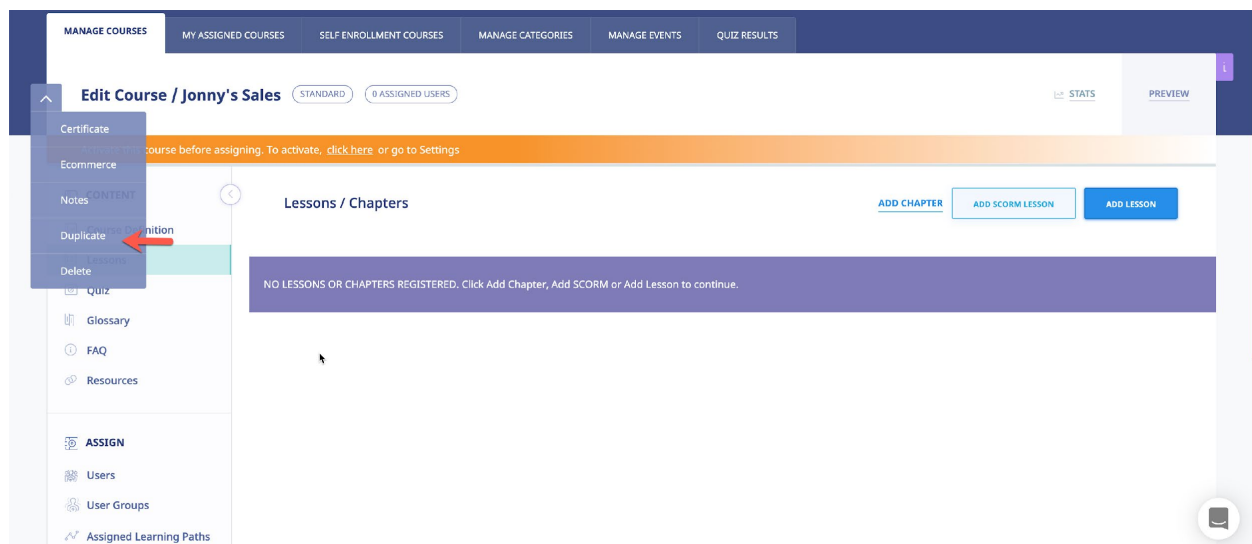 MANAGE COURSES
MY ASSIGNED COURSES
SELF ENROLLMENT COURSES
MANAGE CATEGORIES
MANAGE EVENTS
QUIZ RESULTS
Edit Course / Jonny's Sales
STANDARD
0 ASSIGNED USERS
STATS
PREVIEW
Certificate
course before assigning. To activate, click here or go to Settings
Ecommerce
CONTENT
Notes
Lessons / Chapters
ADD CHAPTER
ADD SCORM LESSON
ADD LESSON
Course Definition
Duplicate
Lessons
Delete
NO LESSONS OR CHAPTERS REGISTERED. Click Add Chapter, Add SCORM or Add Lesson to continue.
Quiz
Glossary
FAQ
Resources
ASSIGN
Users
User Groups
Assigned Learning Paths